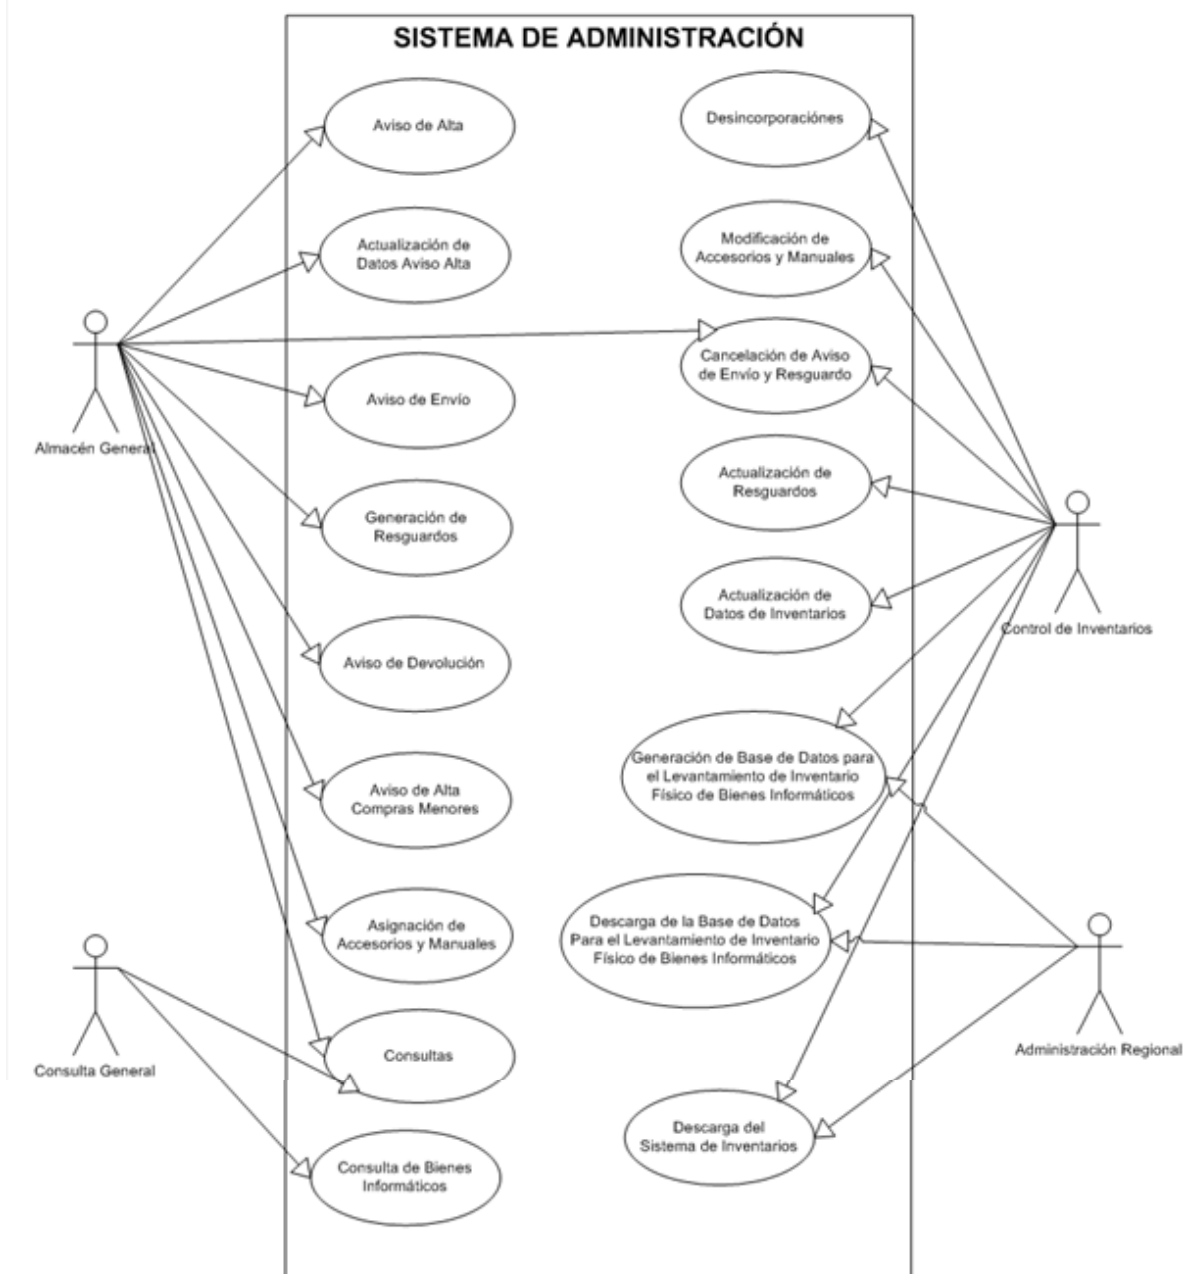 SISTEMA DE ADMINISTRACIÓN
Aviso de Alta
Actualización de
Datos Aviso Alta
Aviso de Envío
Generación de
Resguardos
Aviso de Devolución
Aviso de Alta
Compras Menores
Asignación de
Accesorios y Manuales
Consultas
Consulta de Bienes
Informáticos
Desincorporaciónes
Modificación de
Accesorios y Manuales
Cancelación de Aviso
de Envío y Resguardo
Actualización de
Resguardos
Actualización de
Datos de Inventarios
Generación de Base de Datos para
el Levantamiento de Inventario
Físico de Bienes Informáticos
Descarga de la Base de Datos
Para el Levantamiento de Inventario
Físico de Bienes Informáticos
Descarga del
Sistema de Inventarios
Almacén General
Consulta General
Control de Inventarios
Administración Regional